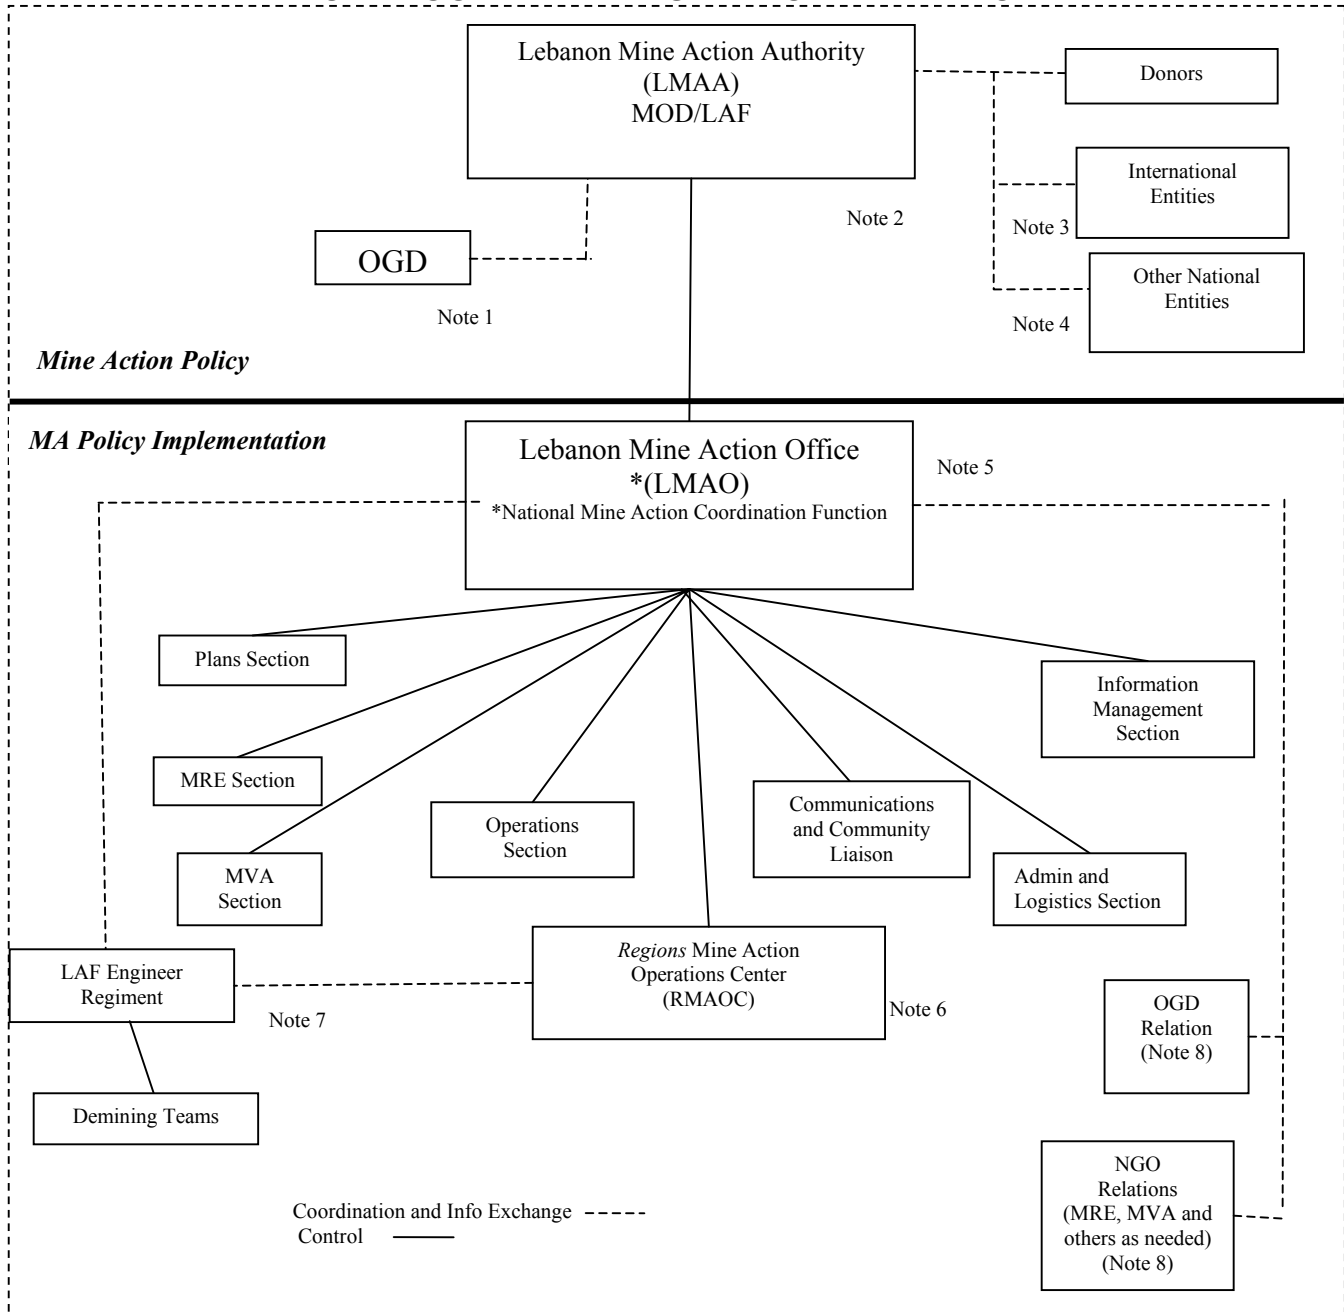 Lebanon Mine Action Authority
(LMAA)
MOD/LAF
Donors
International
Entities
Note 2
Note 3
OGD
Other National
Entities
Note 1
Note 4
Mine Action Policy
MA Policy Implementation
Lebanon Mine Action Office
*(LMAO)
*National Mine Action Coordination Function
Note 5
Plans Section
Information
Management
Section
MRE Section
Operations
Section
Communications
and Community
Liaison
MVA
Section
Admin and
Logistics Section
LAF Engineer
Regiment
Regions Mine Action
Operations Center
(RMAOC)
Note 7
Note 6
OGD
Relation
(Note 8)
Demining Teams
NGO
Relations
(MRE, MVA and
others as needed)
(Note 8)
Coordination and Info Exchange
Control